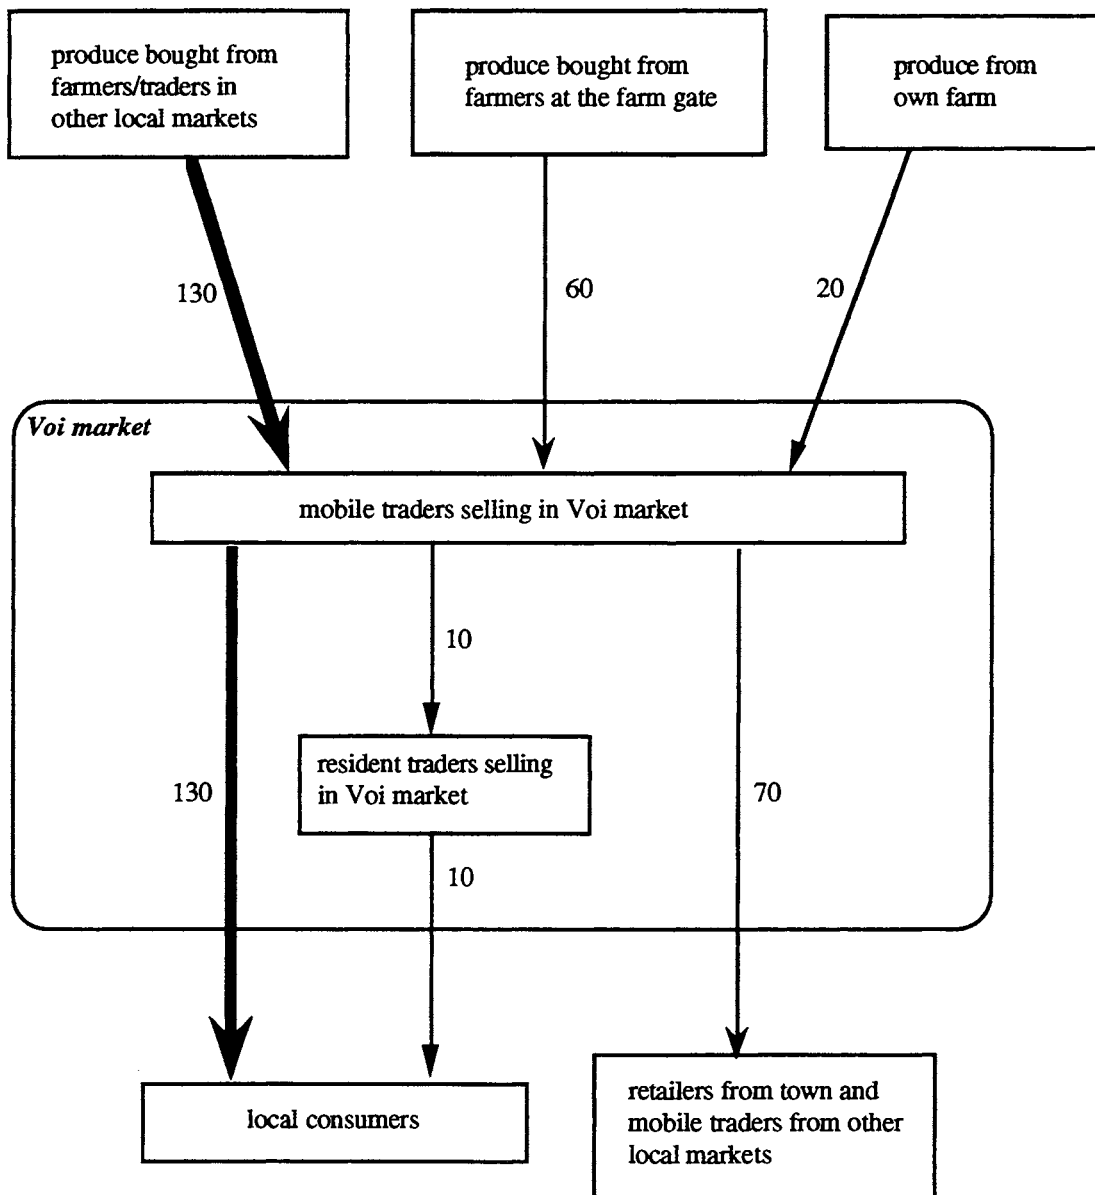 produce bought from
farmers/traders in
other local markets
produce bought from
farmers at the farm gate
produce from
own farm
130
60
20
Voi market
mobile traders selling in Voi market
10
resident traders selling
in Voi market
130
70
10
local consumers
retailers from town and
mobile traders from other
local markets